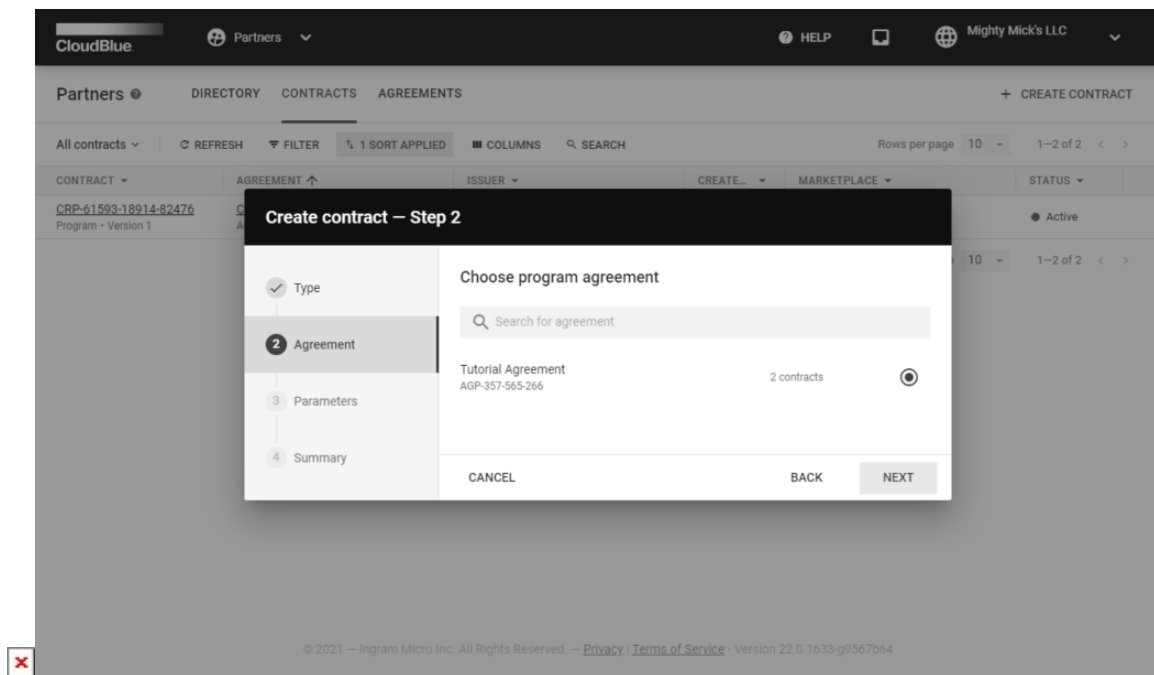 CloudBlue
Partners
HELP
Mighty Mick's LLC
Partners
DIRECTORY CONTRACTS AGREEMENTS
+ CREATE CONTRACT
All contracts
REFRESH
FILTER
1 SORT APPLIED
COLUMNS
SEARCH
Rows per page 10
1–2 of 2
CONTRACT AGREEMENT ISSUER CREATE... MARKETPLACE STATUS
CRP-61593-18914-82476
Program • Version 1
Active
10
1–2 of 2
Create contract — Step 2
Type
2 Agreement
3 Parameters
4 Summary
Choose program agreement
Search for agreement
Tutorial Agreement
AGP-357-565-266
2 contracts
CANCEL
BACK
NEXT
© 2021 — Ingram Micro Inc. All Rights Reserved. — Privacy | Terms of Service - Version 22.0.1633-g9567b64